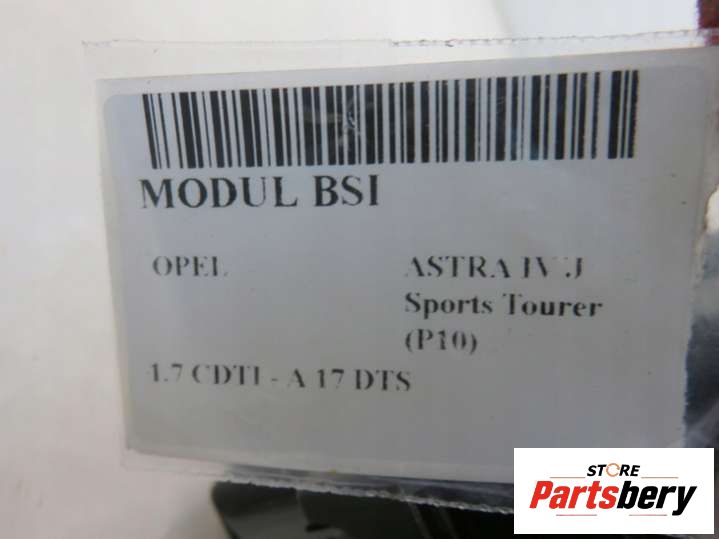 MODUL BSI
OPEL
ASTRA IV J
Sports Tourer
(P10)
1.7 CDTI - A 17 DTS
STORE
Partsbery